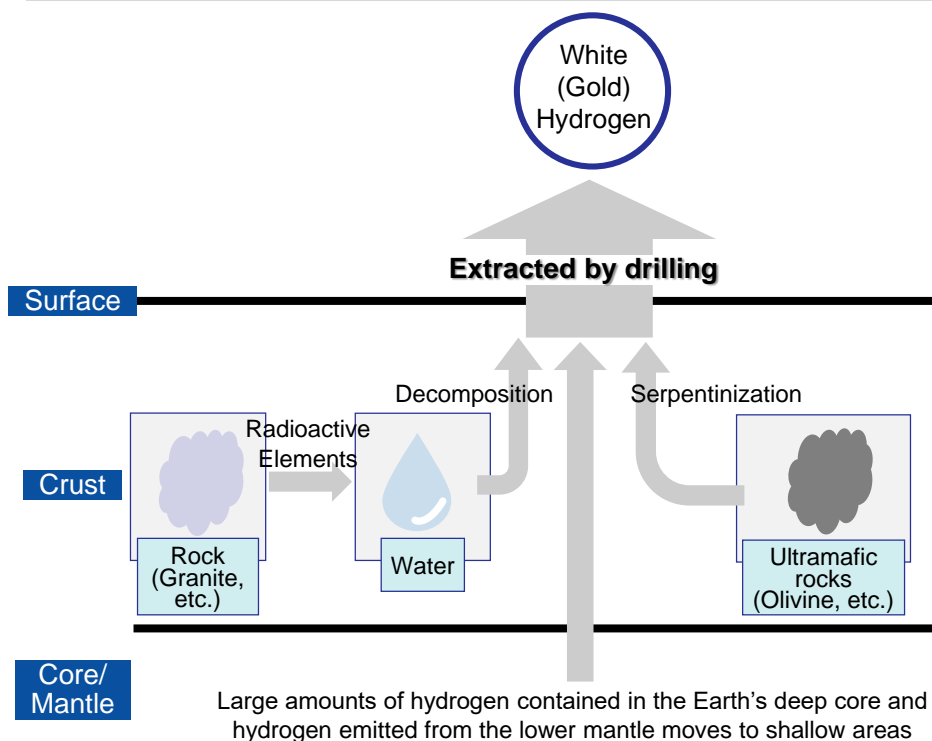 White
(Gold)
Hydrogen
Extracted by drilling
Surface
Decomposition
Serpentinization
Radioactive
Elements
Crust
Rock
(Granite,
etc.)
Water
Ultramafic
rocks
(Olivine, etc.)
Core/
Mantle
Large amounts of hydrogen contained in the Earth's deep core and
hydrogen emitted from the lower mantle moves to shallow areas